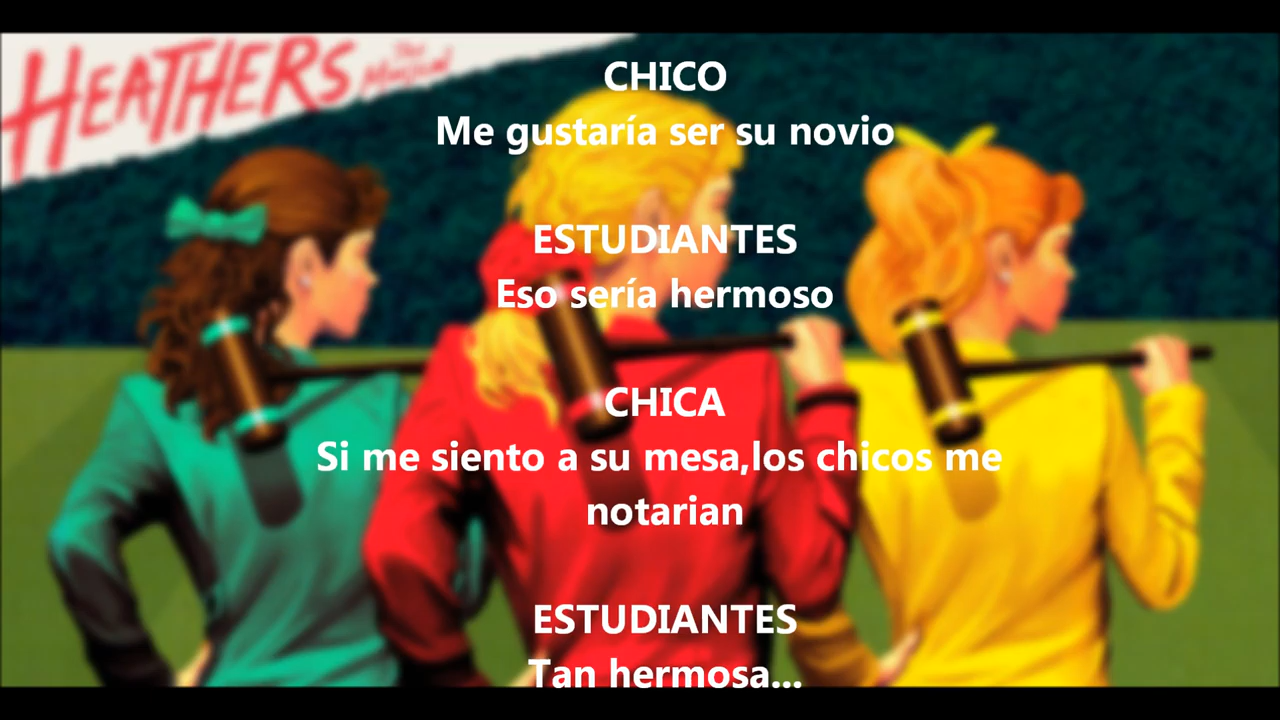 HEATHERS
The
Musical
CHICO
Me gustaría ser su novio
ESTUDIANTES
Eso sería hermoso
CHICA
Si me siento a su mesa,los chicos me
notarian
ESTUDIANTES
Tan hermosa...